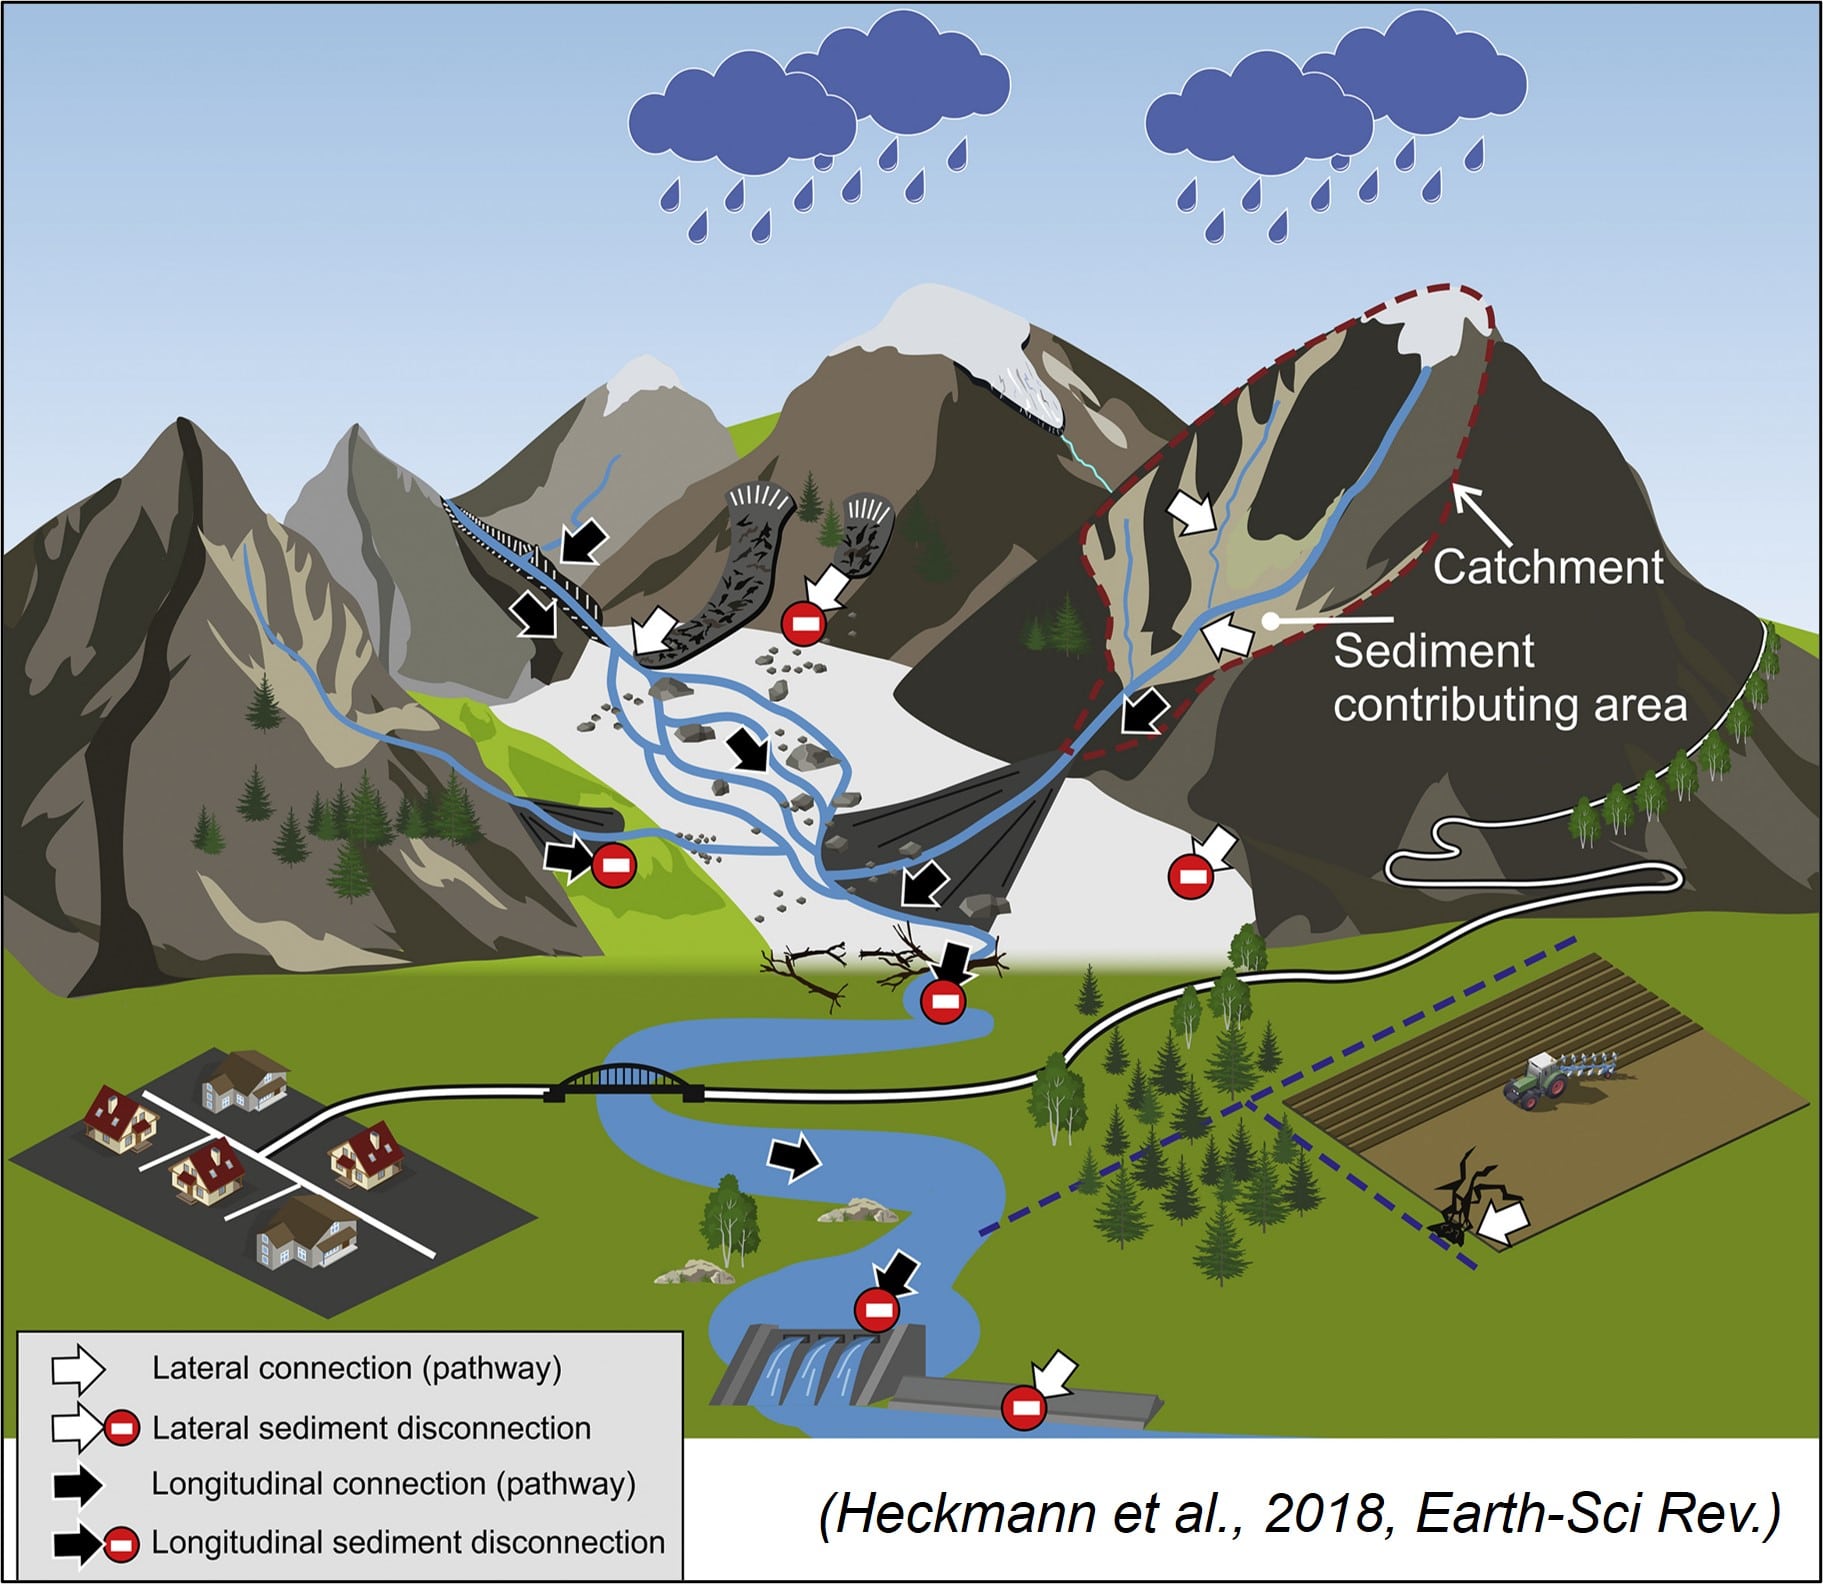 Catchment
Sediment
contributing area
Lateral connection (pathway)
Lateral sediment disconnection
Longitudinal connection (pathway)
Longitudinal sediment disconnection
(Heckmann et al., 2018, Earth-Sci Rev.)